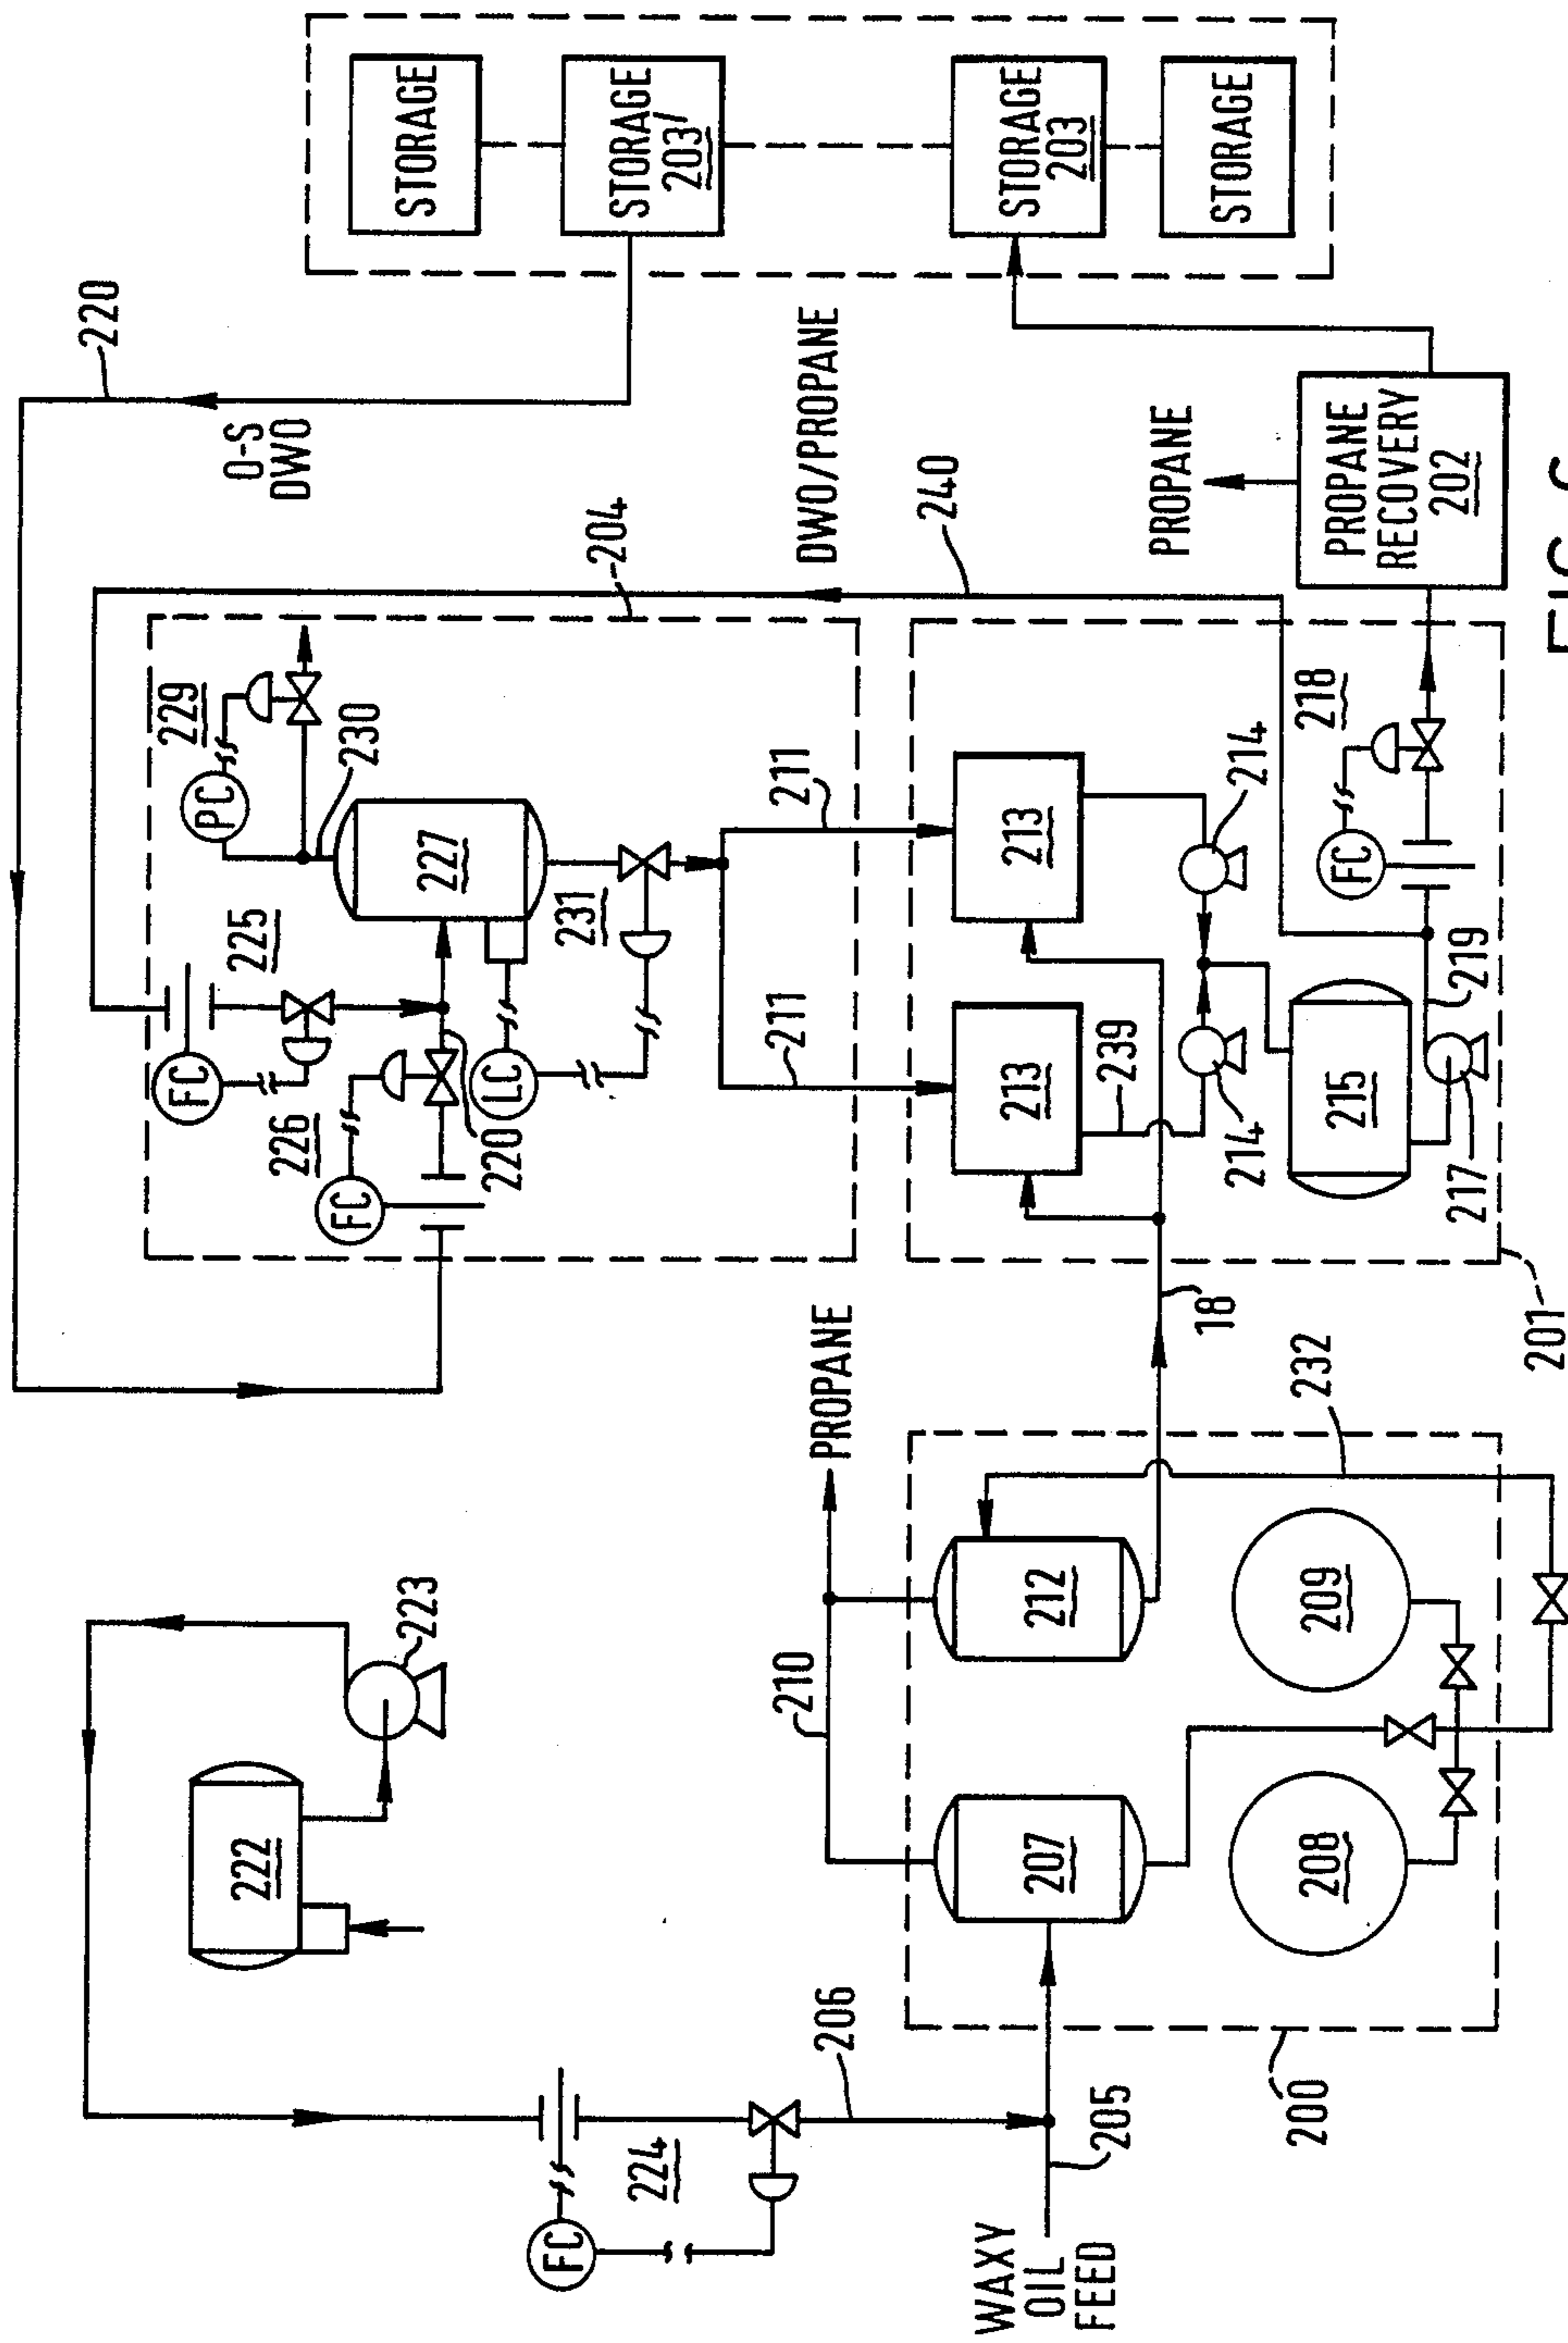 220
O-S
DWO
STORAGE
STORAGE
203'
STORAGE
203
STORAGE
204
DWO/PROPANE
240
PROPANE
PROPANE
RECOVERY
202
229
PC
230
225
FC
226
FC
220
LC
227
231
211
211
213
213
239
214
214
215
217
219
218
FC
201
18
232
PROPANE
210
212
207
209
208
200
222
223
206
224
FC
205
WAXY
OIL
FEED